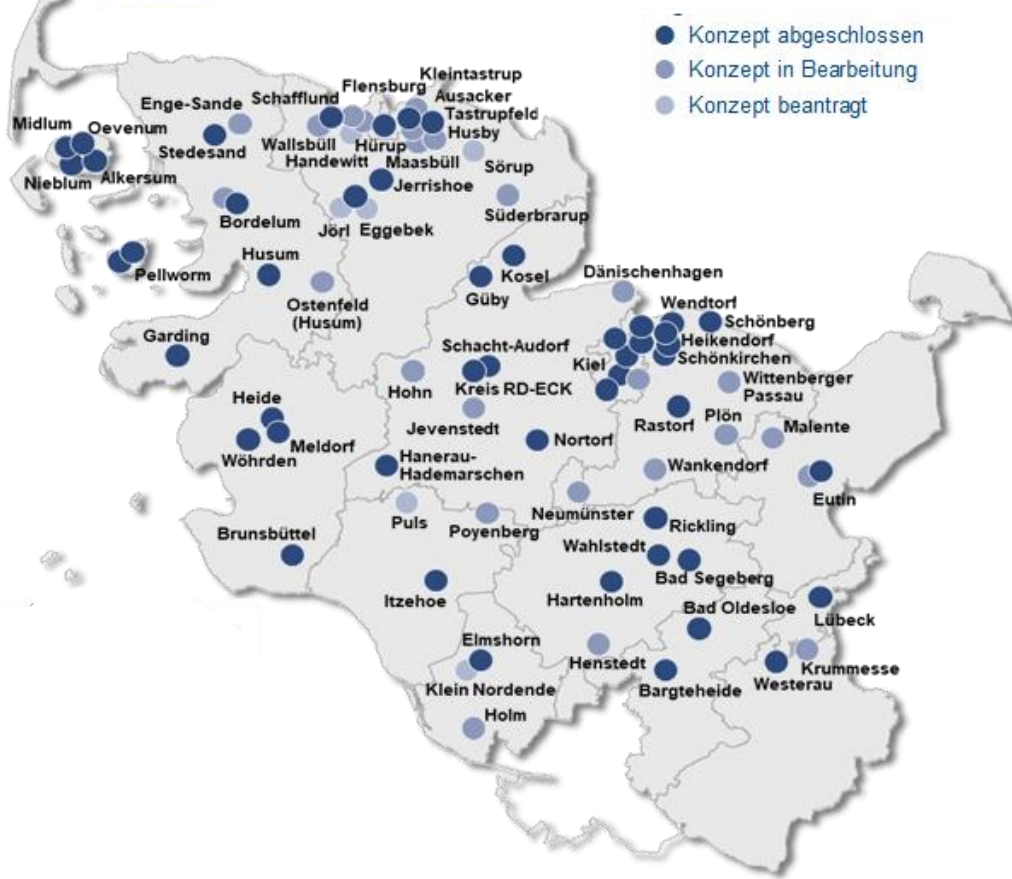 Konzept abgeschlossen
Konzept in Bearbeitung
Konzept beantragt
Kleintastrup
Flensburg
Ausacker
Schafflund
Enge-Sande
Tastrupfeld
Midlum
Oevenum
Husby
Wallsbüll
Hürup
Stedesand
Handewitt
Maasbüll
Sörup
Nieblum
Alkersum
Jerrishoe
Süderbrarup
Bordelum
Jörl
Eggebek
Husum
Pellworm
Kosel
Dänischenhagen
Güby
Ostenfeld
(Husum)
Wendtorf
Schönberg
Garding
Heikendorf
Schacht-Audorf
Schönkirchen
Kiel
Hohn
Kreis RD-ECK
Wittenberger
Passau
Heide
Plön
Rastorf
Malente
Jevenstedt
Nortorf
Meldorf
Wöhrden
Hanerau-
Hademarschen
Wankendorf
Eutin
Neumünster
Puls
Poyenberg
Rickling
Brunsbüttel
Wahlstedt
Bad Segeberg
Itzehoe
Hartenholm
Bad Oldesloe
Lübeck
Elmshorn
Henstedt
Krummesse
Klein Nordende
Bargteheide
Westerau
Holm